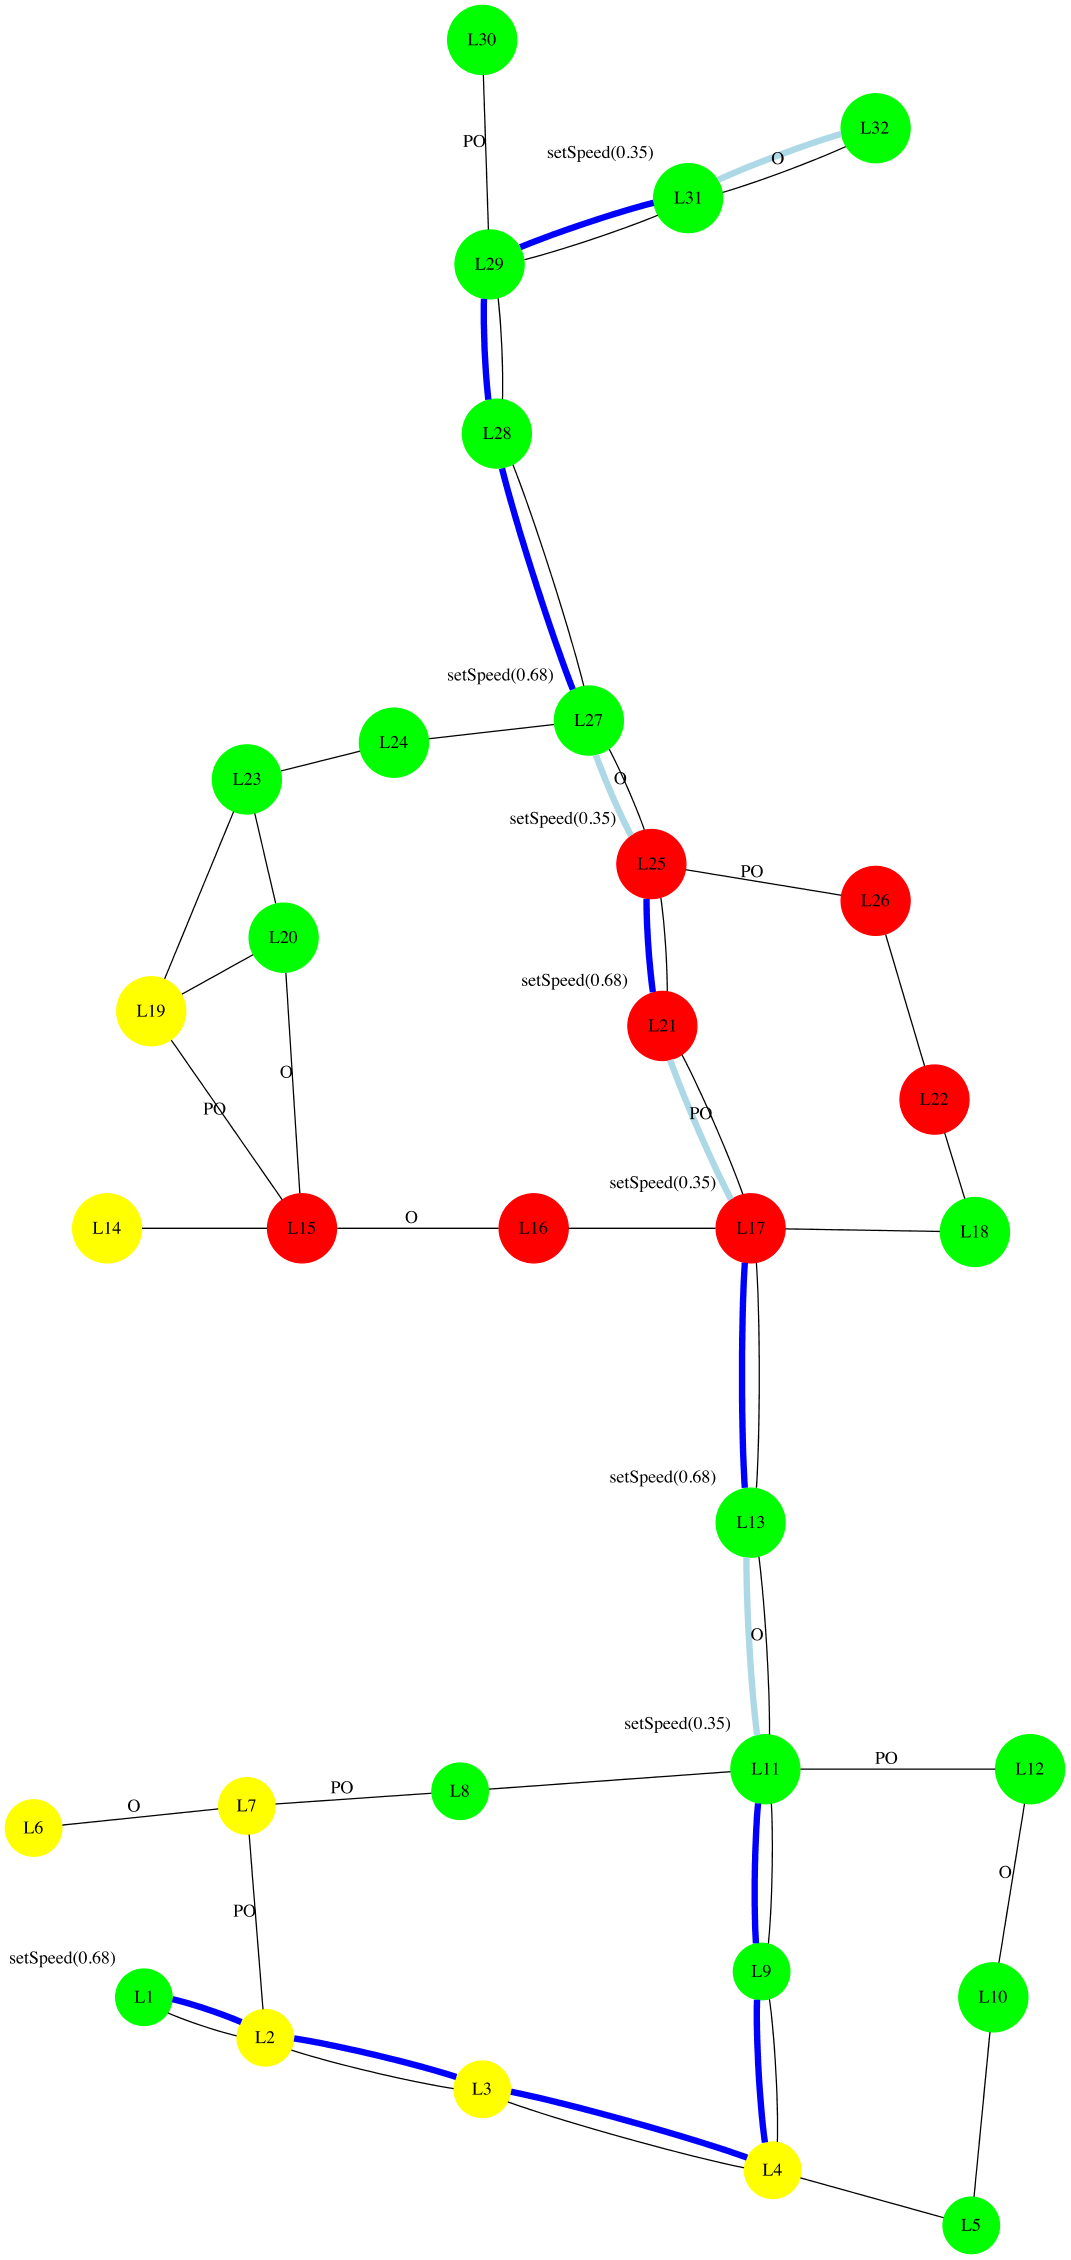 L30
L32
setSpeed(0.35)
O
PO
L31
L29
L28
setSpeed(0.68)
L27
L24
L23
O
setSpeed(0.35)
L25
PO
L26
L20
setSpeed(0.68)
L19
L21
O
L22
PO
PO
setSpeed(0.35)
L14
L15
O
L16
L17
L18
setSpeed(0.68)
L13
O
setSpeed(0.35)
L11
PO
L12
L8
PO
L7
O
L6
O
PO
setSpeed(0.68)
L9
L1
L10
L2
L3
L4
L5